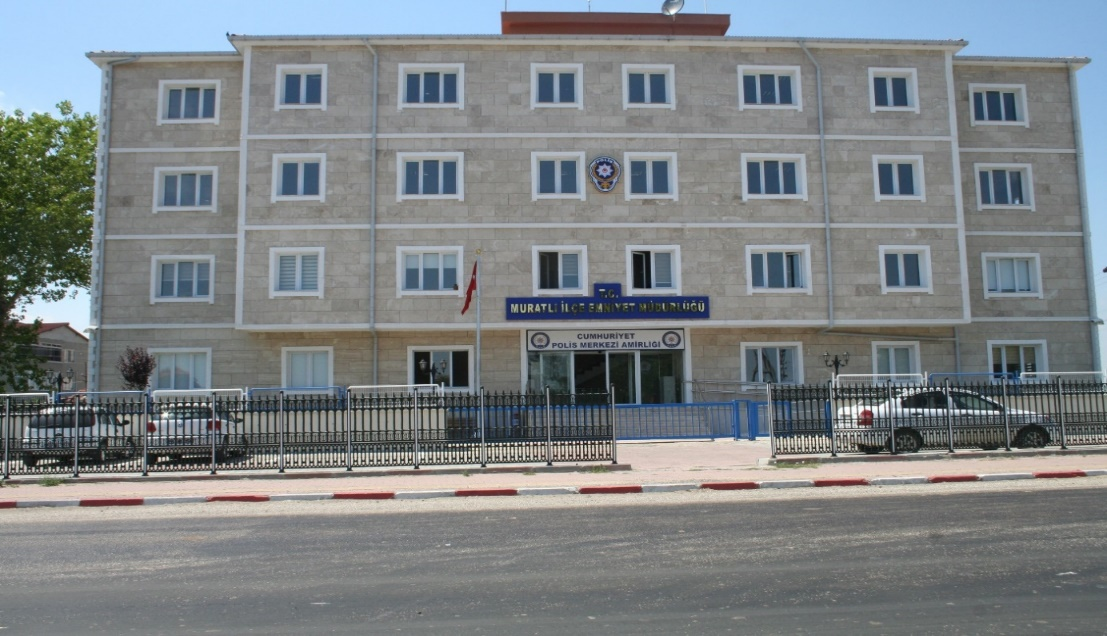 T.C.
MURATLI İLÇE EMNİYET MÜDÜRLÜĞÜ
CUMHURİYET
POLİS MERKEZİ AMİRLİĞİ